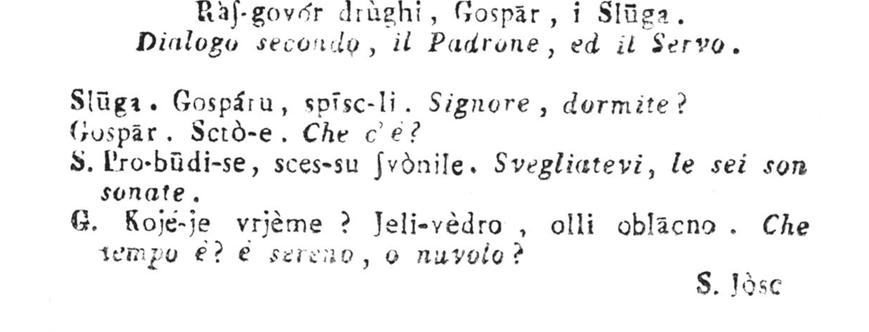 Ràſ-govór drùghi, Gospār, i Slūga.
Dialogo secondo, il Padrone, ed il Servo.
Slūga. Gospáru, spīsc-li. Signore, dormite?
Gospār. Sctò-e. Che c'è?
S. Pro-būdi-se, sces-su ſvònile. Svegliatevi, le sei son
sonate.
G. Kojé-je vrjème? Jeli-vèdro, olli oblācno. Che
tempo è? è sereno, o nuvolo?
S. Jòsc